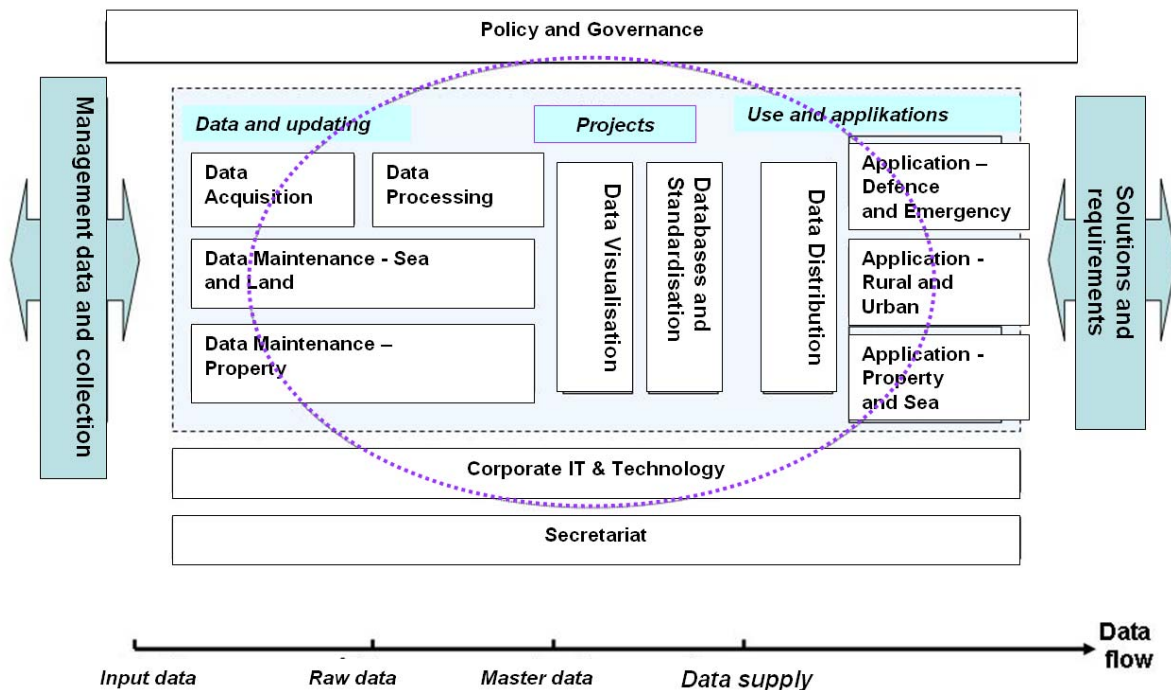 Policy and Governance
Management data and collection
Data and updating
Projects
Use and applikations
Data
Acquisition
Data
Processing
Data Maintenance - Sea
and Land
Data Maintenance –
Property
Data Visualisation
Databases and
Standardisation
Data Distribution
Application –
Defence
and Emergency
Application -
Rural and
Urban
Application -
Property
and Sea
Solutions and
requirements
Corporate IT & Technology
Secretariat
Data
flow
Input data
Raw data
Master data
Data supply